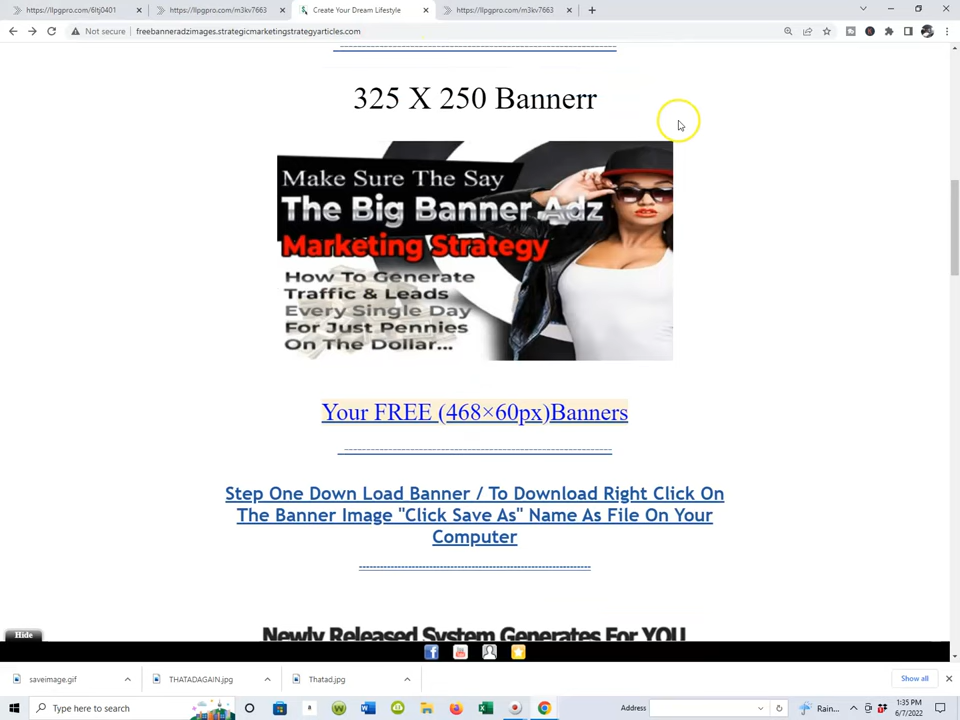 https://llpgpro.com/6ltj0401
https://llpgpro.com/m3kv7663
Create Your Dream Lifestyle
https://llpgpro.com/m3kv7663
Not secure
freebanneradzimages.strategicmarketingstrategyarticles.com
325 X 250 Bannerr
Make Sure The Say
The Big Banner Adz
Marketing Strategy
How To Generate
Traffic & Leads
Every Single Day
For Just Pennies
On The Dollar...
Your FREE (468×60px)Banners
Step One Down Load Banner / To Download Right Click On
The Banner Image "Click Save As" Name As File On Your
Computer
Newly Released System Generates For YOU
Hide
saveimage.gif
THATADAGAIN.jpg
Thatad.jpg
Show all
Type here to search
Address
Rain...
1:35 PM
6/7/2022